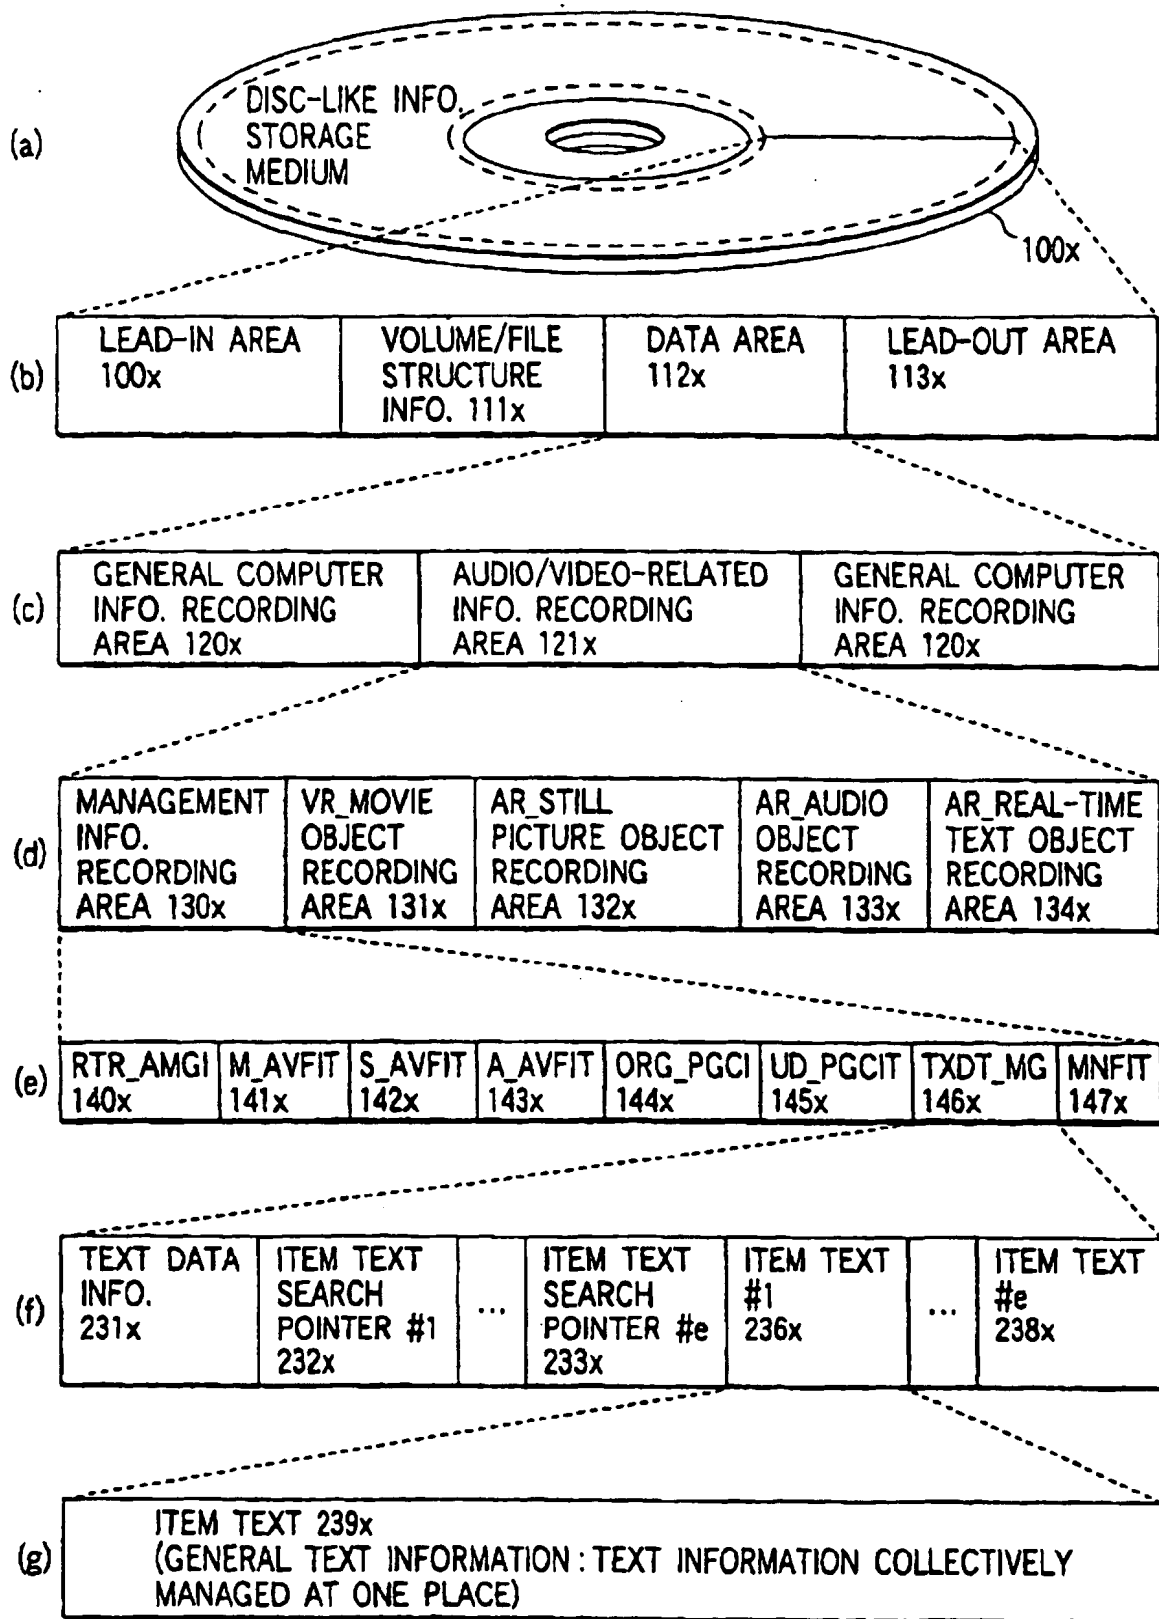 (a)
DISC-LIKE INFO.
STORAGE
MEDIUM
100x
(b)
LEAD-IN AREA
100x
VOLUME/FILE
STRUCTURE
INFO. 111x
DATA AREA
112x
LEAD-OUT AREA
113x
(c)
GENERAL COMPUTER
INFO. RECORDING
AREA 120x
AUDIO/VIDEO-RELATED
INFO. RECORDING
AREA 121x
GENERAL COMPUTER
INFO. RECORDING
AREA 120x
(d)
MANAGEMENT
INFO.
RECORDING
AREA 130x
VR_MOVIE
OBJECT
RECORDING
AREA 131x
AR_STILL
PICTURE OBJECT
RECORDING
AREA 132x
AR_AUDIO
OBJECT
RECORDING
AREA 133x
AR_REAL-TIME
TEXT OBJECT
RECORDING
AREA 134x
(e)
RTR_AMGI
140x
M_AVFIT
141x
S_AVFIT
142x
A_AVFIT
143x
ORG_PGCI
144x
UD_PGCIT
145x
TXDT_MG
146x
MNFIT
147x
(f)
TEXT DATA
INFO.
231x
ITEM TEXT
SEARCH
POINTER #1
232x
...
ITEM TEXT
SEARCH
POINTER #e
233x
ITEM TEXT
#1
236x
...
ITEM TEXT
#e
238x
(g)
ITEM TEXT 239x
(GENERAL TEXT INFORMATION : TEXT INFORMATION COLLECTIVELY
MANAGED AT ONE PLACE)